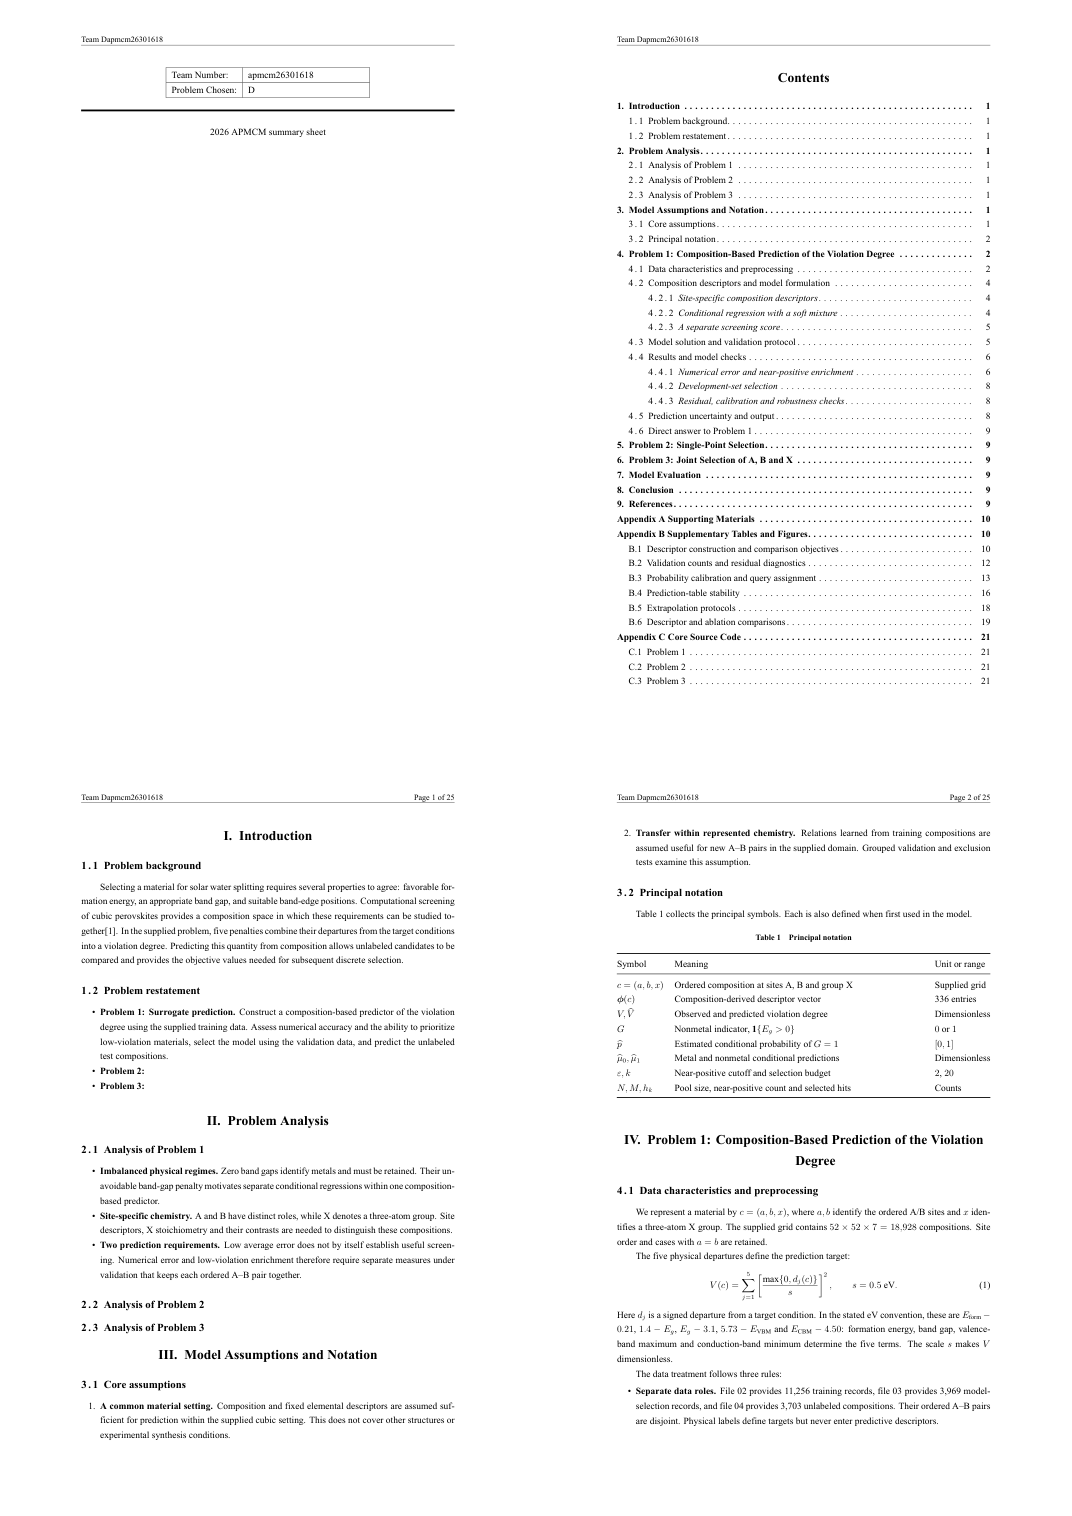 Team Dapmcm26301618
Team Number: apmcm26301618
Problem Chosen: D
2026 APMCM summary sheet
Team Dapmcm26301618
Contents
1. Introduction 1
1.1 Problem background 1
1.2 Problem restatement 1
2. Problem Analysis 1
2.1 Analysis of Problem 1 1
2.2 Analysis of Problem 2 1
2.3 Analysis of Problem 3 1
3. Model Assumptions and Notation 1
3.1 Core assumptions 1
3.2 Principal notation 2
4. Problem 1: Composition-Based Prediction of the Violation Degree 2
4.1 Data characteristics and preprocessing 2
4.2 Composition descriptors and model formulation 4
4.2.1 Site-specific composition descriptors 4
4.2.2 Conditional regression with a soft mixture 4
4.2.3 A separate screening score 5
4.3 Model solution and validation protocol 5
4.4 Results and model checks 6
4.4.1 Numerical error and near-positive enrichment 6
4.4.2 Development-set selection 8
4.4.3 Residual, calibration and robustness checks 8
4.5 Prediction uncertainty and output 8
4.6 Direct answer to Problem 1 9
5. Problem 2: Single-Point Selection 9
6. Problem 3: Joint Selection of A, B and X 9
7. Model Evaluation 9
8. Conclusion 9
9. References 9
Appendix A Supporting Materials 10
Appendix B Supplementary Tables and Figures 10
B.1 Descriptor construction and comparison objectives 10
B.2 Validation counts and residual diagnostics 12
B.3 Probability calibration and query assignment 13
B.4 Prediction-table stability 16
B.5 Extrapolation protocols 18
B.6 Descriptor and ablation comparisons 19
Appendix C Core Source Code 21
C.1 Problem 1 21
C.2 Problem 2 21
C.3 Problem 3 21
Team Dapmcm26301618 Page 1 of 25
I. Introduction
1.1 Problem background
Selecting a material for solar water splitting requires several properties to agree: favorable for-
mation energy, an appropriate band gap, and suitable band-edge positions. Computational screening
of cubic perovskites provides a composition space in which these requirements can be studied to-
gether[1]. In the supplied problem, five penalties combine their departures from the target conditions
into a violation degree. Predicting this quantity from composition allows unlabeled candidates to be
compared and provides the objective values needed for subsequent discrete selection.
1.2 Problem restatement
• Problem 1: Surrogate prediction. Construct a composition-based predictor of the violation
degree using the supplied training data. Assess numerical accuracy and the ability to prioritize
low-violation materials, select the model using the validation data, and predict the unlabeled
test compositions.
• Problem 2:
• Problem 3:
II. Problem Analysis
2.1 Analysis of Problem 1
• Imbalanced physical regimes. Zero band gaps identify metals and must be retained. Their un-
avoidable band-gap penalty motivates separate conditional regressions within one composition-
based predictor.
• Site-specific chemistry. A and B have distinct roles, while X denotes a three-atom group. Site
descriptors, X stoichiometry and their contrasts are needed to distinguish these compositions.
• Two prediction requirements. Low average error does not by itself establish useful screen-
ing. Numerical error and low-violation enrichment therefore require separate measures under
validation that keeps each ordered A–B pair together.
2.2 Analysis of Problem 2
2.3 Analysis of Problem 3
III. Model Assumptions and Notation
3.1 Core assumptions
1. A common material setting. Composition and fixed elemental descriptors are assumed suf-
ficient for prediction within the supplied cubic setting. This does not cover other structures or
experimental synthesis conditions.
Team Dapmcm26301618 Page 2 of 25
2. Transfer within represented chemistry. Relations learned from training compositions are
assumed useful for new A–B pairs in the supplied domain. Grouped validation and exclusion
tests examine this assumption.
3.2 Principal notation
Table 1 collects the principal symbols. Each is also defined when first used in the model.
Table 1 Principal notation
Symbol Meaning Unit or range
c = (a, b, x) Ordered composition at sites A, B and group X Supplied grid
ϕ(c) Composition-derived descriptor vector 336 entries
V, V̂ Observed and predicted violation degree Dimensionless
G Nonmetal indicator, 1{E_g > 0} 0 or 1
p̂ Estimated conditional probability of G = 1 [0, 1]
μ̂₀, μ̂₁ Metal and nonmetal conditional predictions Dimensionless
ε, k Near-positive cutoff and selection budget 2, 20
N, M, h_k Pool size, near-positive count and selected hits Counts
IV. Problem 1: Composition-Based Prediction of the Violation
Degree
4.1 Data characteristics and preprocessing
We represent a material by c = (a, b, x), where a, b identify the ordered A/B sites and x iden-
tifies a three-atom X group. The supplied grid contains 52 × 52 × 7 = 18,928 compositions. Site
order and cases with a = b are retained.
The five physical departures define the prediction target:
V(c) = ∑_{j=1}^{5} [max{0, d_j(c)} / s]², s = 0.5 eV. (1)
Here d_j is a signed departure from a target condition. In the stated eV convention, these are E_form −
0.21, 1.4 − E_g, E_g − 3.1, 5.73 − E_VBM and E_CBM − 4.50: formation energy, band gap, valence-
band maximum and conduction-band minimum determine the five terms. The scale s makes V
dimensionless.
The data treatment follows three rules:
• Separate data roles. File 02 provides 11,256 training records, file 03 provides 3,969 model-
selection records, and file 04 provides 3,703 unlabeled compositions. Their ordered A–B pairs
are disjoint. Physical labels define targets but never enter predictive descriptors.